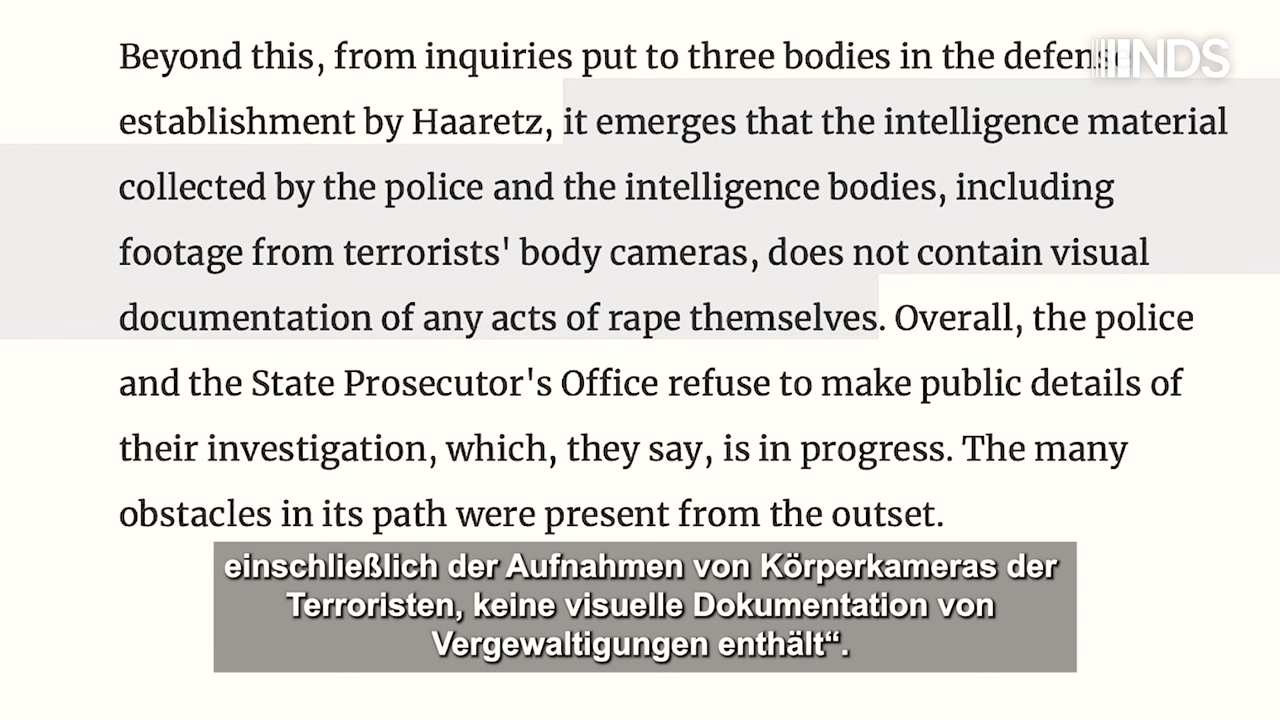 Beyond this, from inquiries put to three bodies in the defense
NDS
establishment by Haaretz, it emerges that the intelligence material
collected by the police and the intelligence bodies, including
footage from terrorists' body cameras, does not contain visual
documentation of any acts of rape themselves. Overall, the police
and the State Prosecutor's Office refuse to make public details of
their investigation, which, they say, is in progress. The many
obstacles in its path were present from the outset.
einschließlich der Aufnahmen von Körperkameras der
Terroristen, keine visuelle Dokumentation von
Vergewaltigungen enthält“.